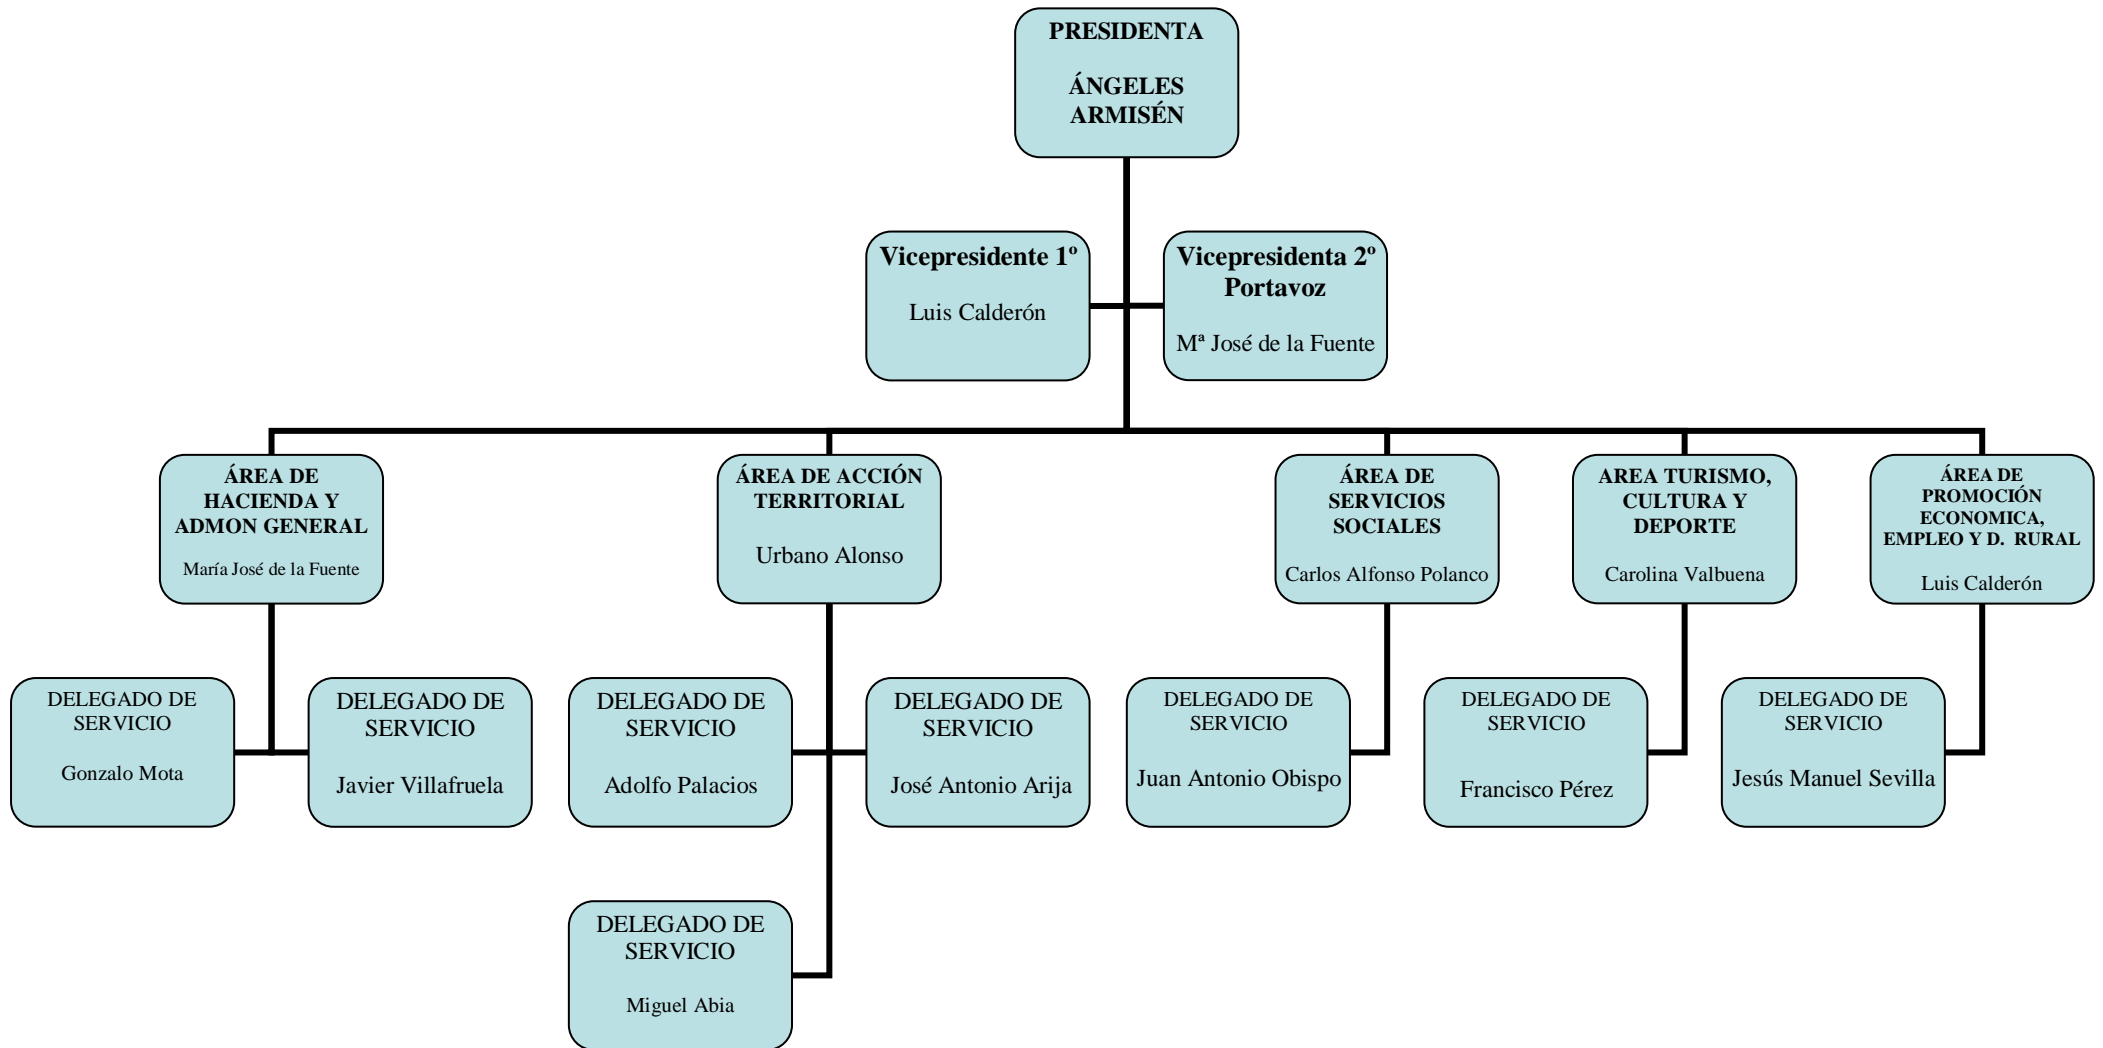 PRESIDENTA
ÁNGELES
ARMISÉN
Vicepresidente 1º
Luis Calderón
Vicepresidenta 2º
Portavoz
Mª José de la Fuente
ÁREA DE
HACIENDA Y
ADMON GENERAL
María José de la Fuente
ÁREA DE ACCIÓN
TERRITORIAL
Urbano Alonso
ÁREA DE
SERVICIOS
SOCIALES
Carlos Alfonso Polanco
AREA TURISMO,
CULTURA Y
DEPORTE
Carolina Valbuena
ÁREA DE
PROMOCIÓN
ECONOMICA,
EMPLEO Y D. RURAL
Luis Calderón
DELEGADO DE
SERVICIO
Gonzalo Mota
DELEGADO DE
SERVICIO
Javier Villafruela
DELEGADO DE
SERVICIO
Adolfo Palacios
DELEGADO DE
SERVICIO
José Antonio Arija
DELEGADO DE
SERVICIO
Juan Antonio Obispo
DELEGADO DE
SERVICIO
Francisco Pérez
DELEGADO DE
SERVICIO
Jesús Manuel Sevilla
DELEGADO DE
SERVICIO
Miguel Abia